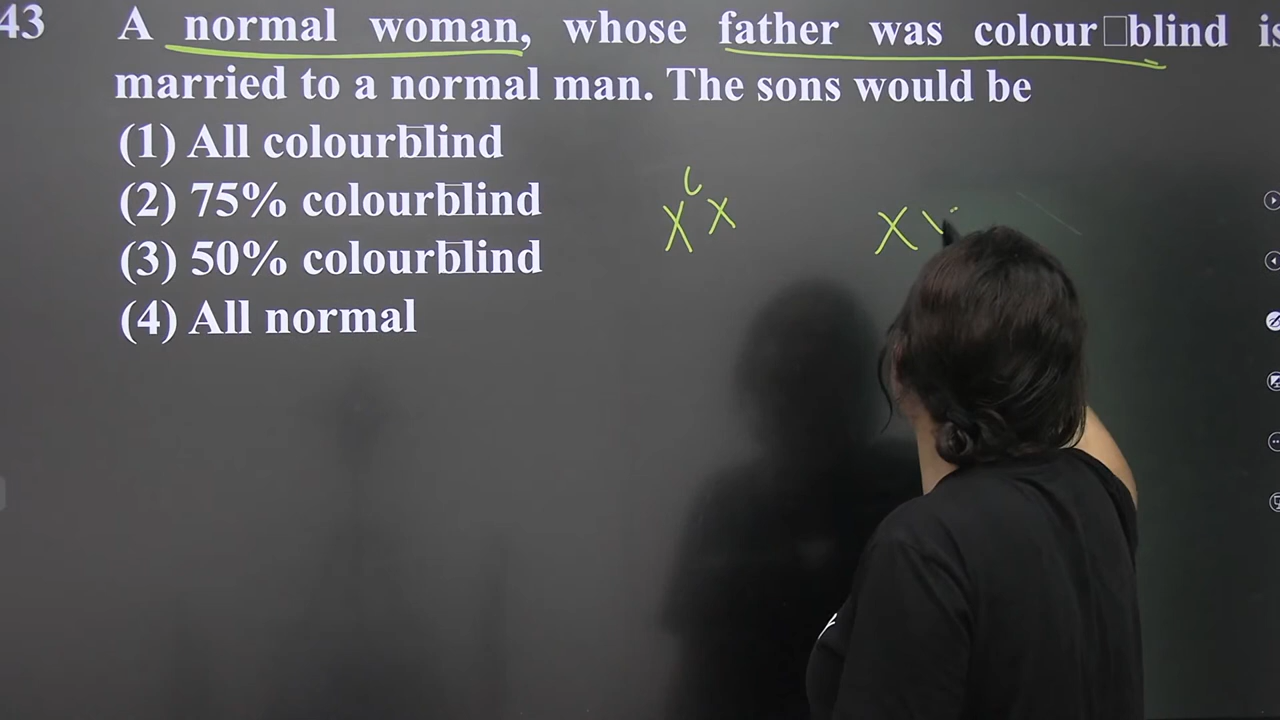 43 A normal woman, whose father was colour□blind is
married to a normal man. The sons would be
(1) All colourblind
(2) 75% colourblind
(3) 50% colourblind
(4) All normal
XᶜX X